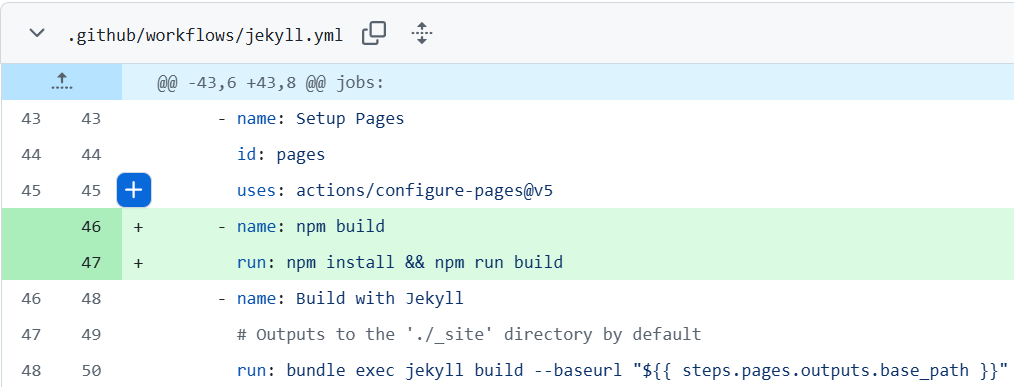 .github/workflows/jekyll.yml
@@ -43,6 +43,8 @@ jobs:
43 43 - name: Setup Pages
44 44 id: pages
45 45 uses: actions/configure-pages@v5
46 + - name: npm build
47 + run: npm install && npm run build
46 48 - name: Build with Jekyll
47 49 # Outputs to the './_site' directory by default
48 50 run: bundle exec jekyll build --baseurl "${{ steps.pages.outputs.base_path }}"